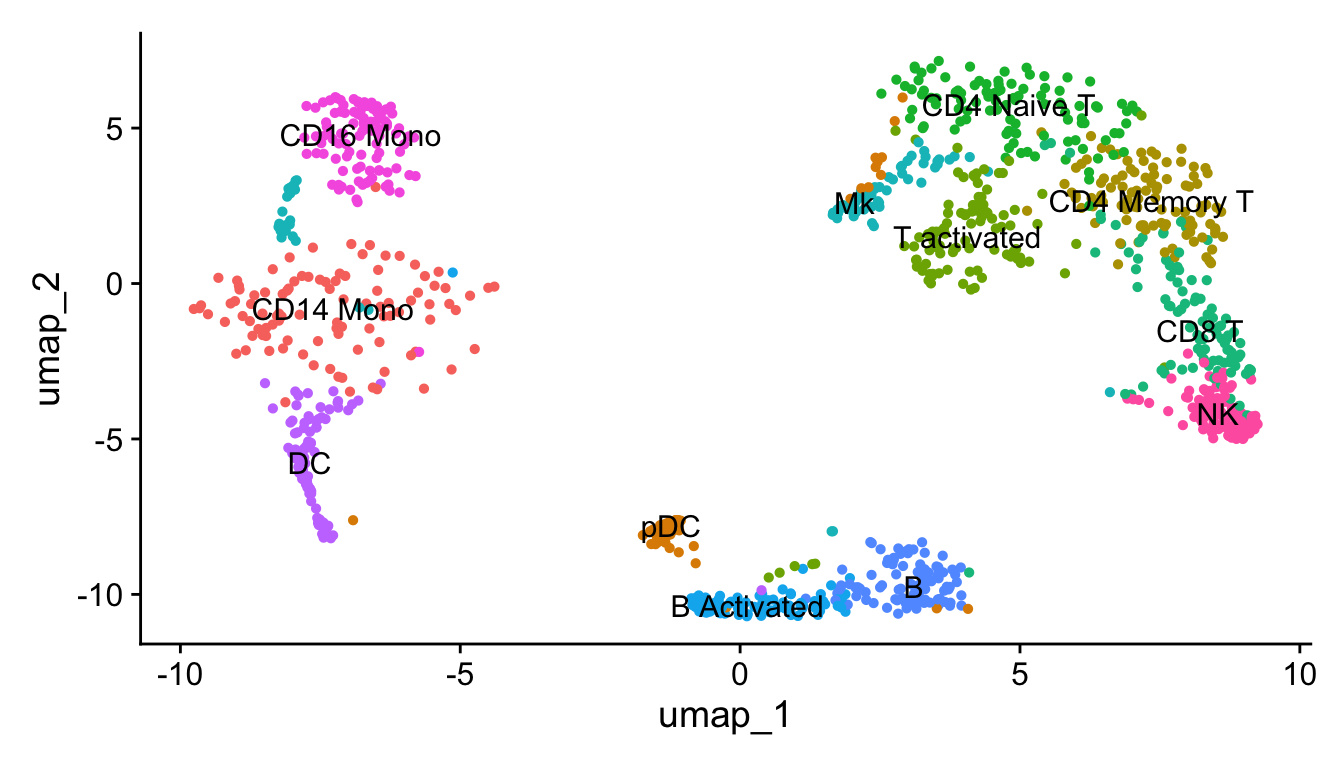 CD4 Naive T
5
CD16 Mono
Mk
CD4 Memory T
T activated
0
CD14 Mono
CD8 T
NK
-5
DC
pDC
B
-10
B Activated
-10
-5
0
5
10
umap_1
umap_2